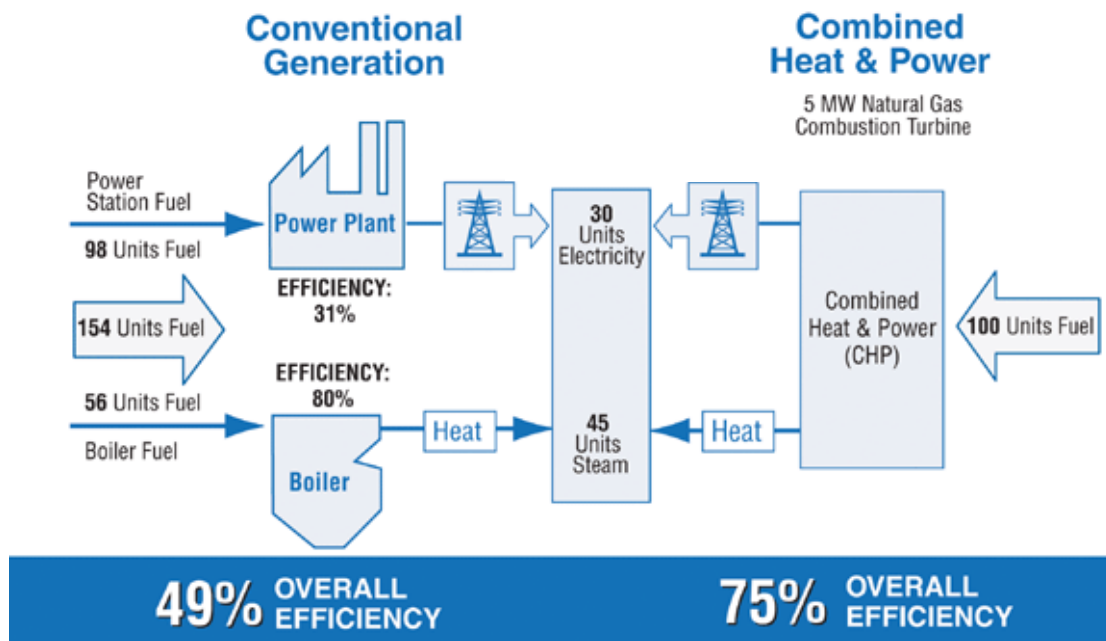 Conventional
Generation
Combined
Heat & Power
5 MW Natural Gas
Combustion Turbine
Power
Station Fuel
98 Units Fuel
Power Plant
EFFICIENCY:
31%
154 Units Fuel
EFFICIENCY:
80%
56 Units Fuel
Boiler Fuel
Boiler
Heat
30
Units
Electricity
45
Units
Steam
Heat
Combined
Heat & Power
(CHP)
100 Units Fuel
49% OVERALL
EFFICIENCY
75% OVERALL
EFFICIENCY